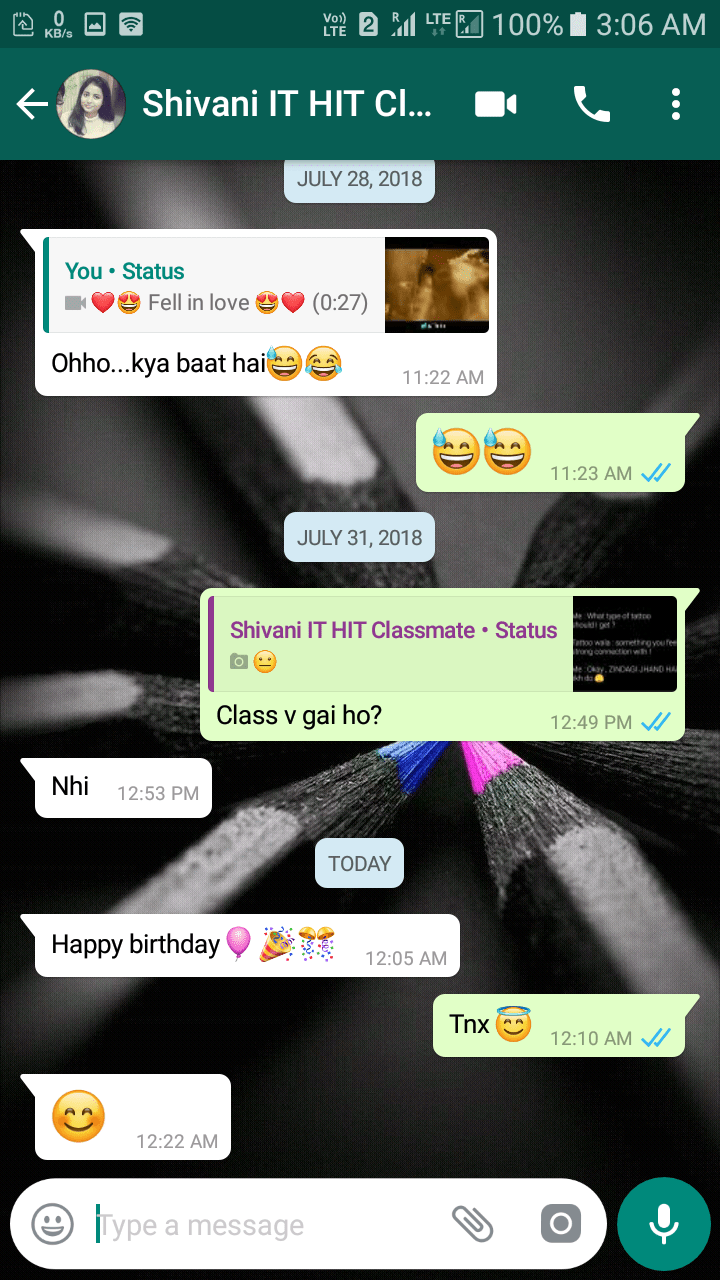 0
KB/s
Vo))
LTE
2
R
LTE
R
100%
3:06 AM
Shivani IT HIT Cl...
JULY 28, 2018
You • Status
❤️😍 Fell in love 😍❤️ (0:27)
Ohho...kya baat hai😅😂
11:22 AM
😅😅
11:23 AM
JULY 31, 2018
Shivani IT HIT Classmate • Status
😐
Me : What type of tattoo
should i get ?
Tattoo wala : something you feel
strong connection with !
Me : Okay, ZINDAGI JHAND HAI
Class v gai ho?
12:49 PM
Nhi
12:53 PM
TODAY
Happy birthday🎈🎉🎊
12:05 AM
Tnx😇
12:10 AM
😊
12:22 AM
Type a message